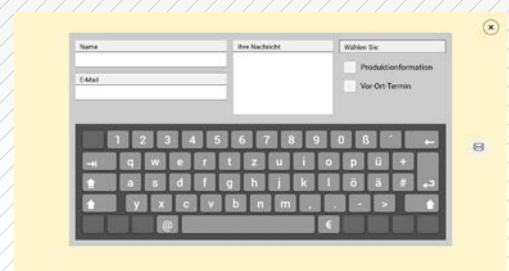 Name
E-Mail
Ihre Nachricht
Wählen Sie:
Produktionformation
Vor-Ort-Termin
1 2 3 4 5 6 7 8 9 0 ß ´
q w e r t z u i o p ü +
a s d f g h j k l ö ä #
y x c v b n m , . - >
@ €